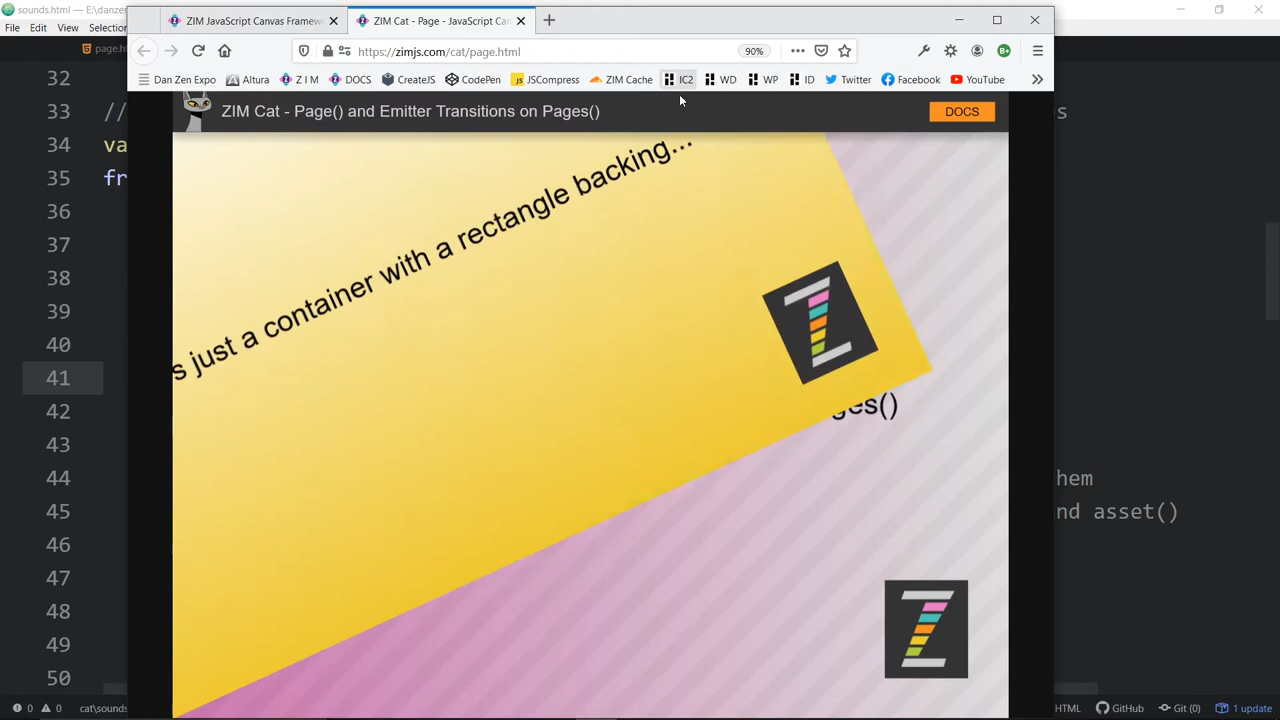 sounds.html — E:\danzen
File View Selection
page.ht
32
33 //
34 va
35 fr
36
37
38
39
40
41
42
43
44
45
46
47
48
49
50
s
hem
nd asset()
ZIM JavaScript Canvas Framew
ZIM Cat - Page - JavaScript Can
https://zimjs.com/cat/page.html
90%
Dan Zen Expo Altura Z I M DOCS CreateJS CodePen JSCompress ZIM Cache IC2 WD WP ID Twitter Facebook YouTube
ZIM Cat - Page() and Emitter Transitions on Pages()
DOCS
s just a container with a rectangle backing...
ges()
0 0 cat\sounds
HTML GitHub Git (0) 1 update